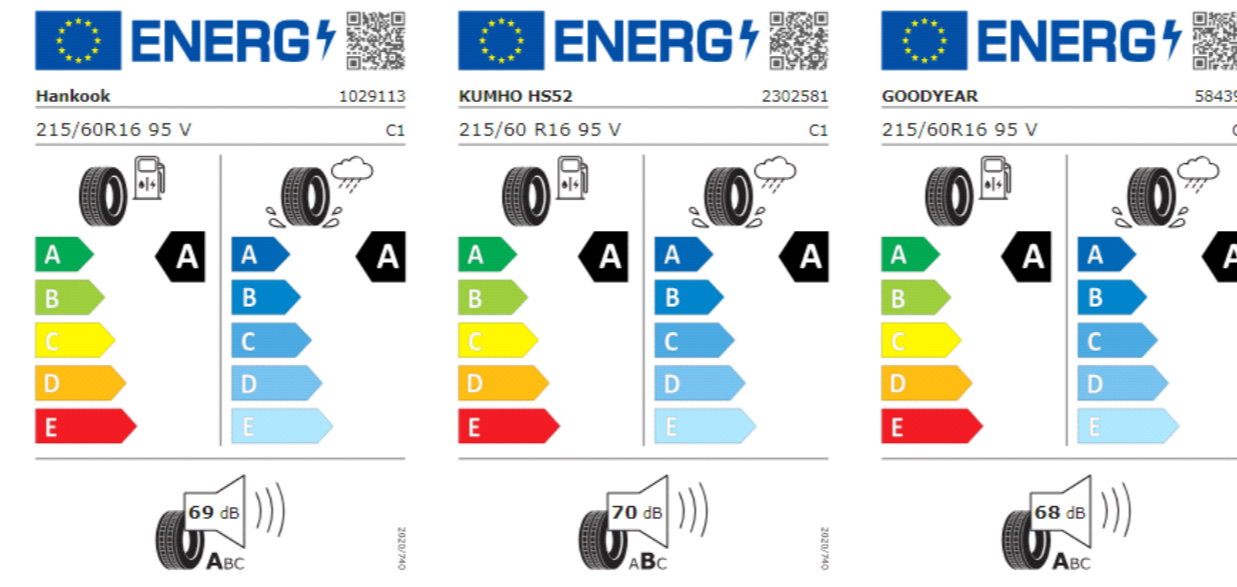 ENERG
Hankook 1029113
215/60R16 95 V C1
A A A A
B B
C C
D D
E E
69 dB
ABC
2020/740
ENERG
KUMHO HS52 2302581
215/60 R16 95 V C1
A A A A
B B
C C
D D
E E
70 dB
ABC
2020/740
ENERG
GOODYEAR 58439
215/60R16 95 V
A A A A
B B
C C
D D
E E
68 dB
ABC